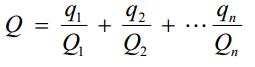 Q = q₁/Q₁ + q₂/Q₂ + ⋯ qₙ/Qₙ